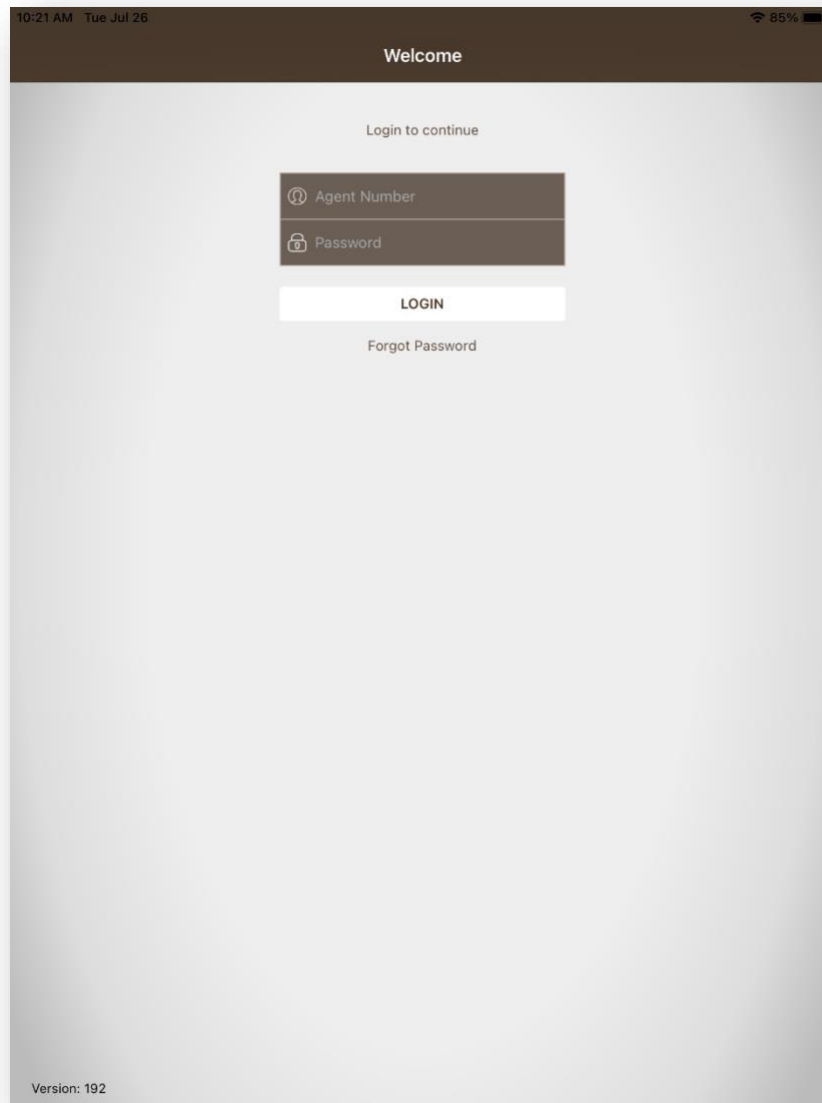 10:21 AM Tue Jul 26 85%
Welcome
Login to continue
Agent Number
Password
LOGIN
Forgot Password
Version: 192